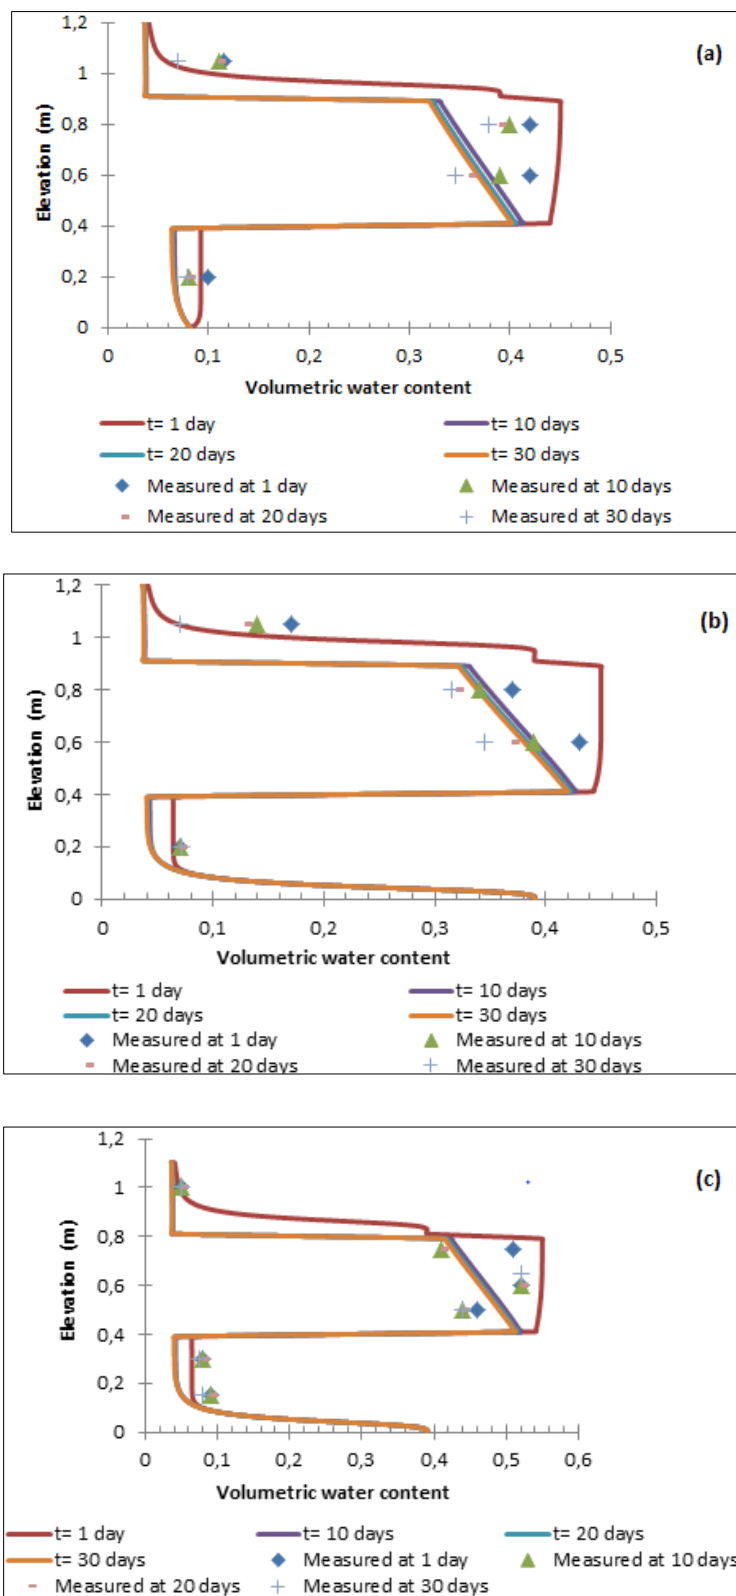 (a)
1,2
1
0,8
0,6
0,4
0,2
0
Elevation (m)
0 0,1 0,2 0,3 0,4 0,5
Volumetric water content
t= 1 day t= 10 days
t= 20 days t= 30 days
Measured at 1 day Measured at 10 days
Measured at 20 days Measured at 30 days
(b)
1,2
1
0,8
0,6
0,4
0,2
0
Elevation (m)
0 0,1 0,2 0,3 0,4 0,5
Volumetric water content
t= 1 day t= 10 days
t= 20 days t= 30 days
Measured at 1 day Measured at 10 days
Measured at 20 days Measured at 30 days
(c)
1,2
1
0,8
0,6
0,4
0,2
0
Elevation (m)
0 0,1 0,2 0,3 0,4 0,5 0,6
Volumetric water content
t= 1 day t= 10 days t= 20 days
t= 30 days Measured at 1 day Measured at 10 days
Measured at 20 days Measured at 30 days